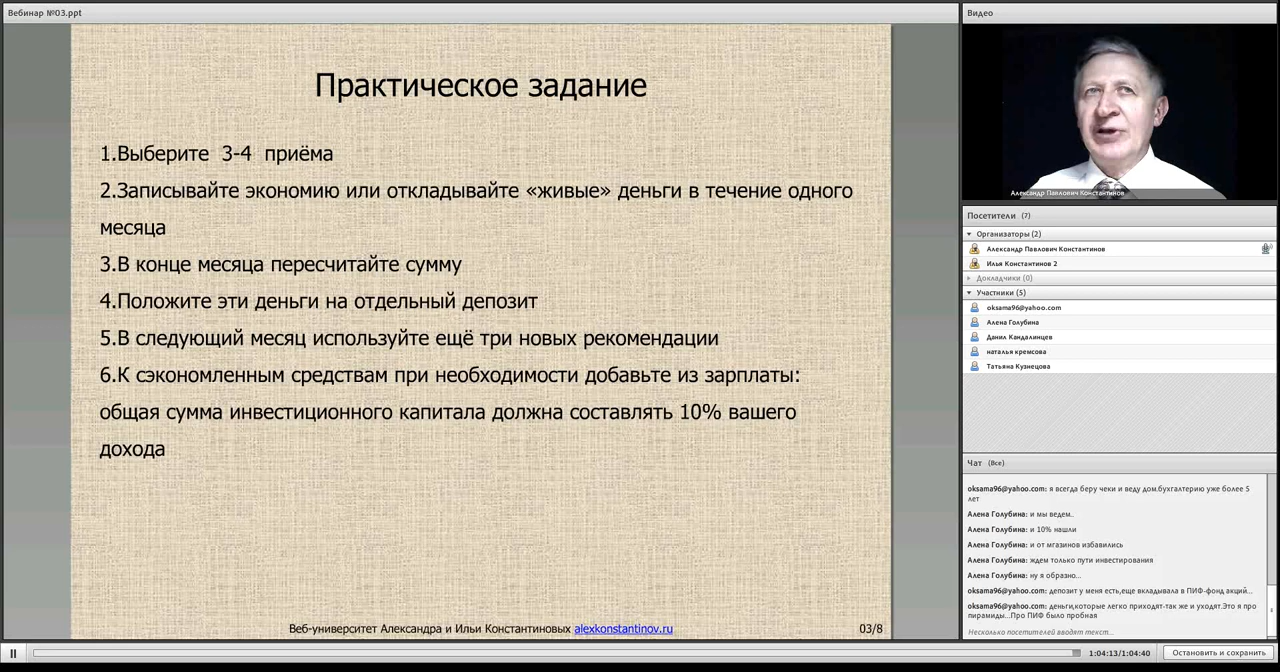 Вебинар №03.ppt
Практическое задание
1.Выберите 3-4 приёма
2.Записывайте экономию или откладывайте «живые» деньги в течение одного
месяца
3.В конце месяца пересчитайте сумму
4.Положите эти деньги на отдельный депозит
5.В следующий месяц используйте ещё три новых рекомендации
6.К сэкономленным средствам при необходимости добавьте из зарплаты:
общая сумма инвестиционного капитала должна составлять 10% вашего
дохода
Веб-университет Александра и Ильи Константиновых alexkonstantinov.ru
03/8
Видео
Александр Павлович Константинов
Посетители (7)
Организаторы (2)
Александр Павлович Константинов
Илья Константинов 2
Докладчики (0)
Участники (5)
oksama96@yahoo.com
Алена Голубина
Данил Кандалинцев
наталья кремсова
Татьяна Кузнецова
Чат (Все)
oksama96@yahoo.com: я всегда беру чеки и веду дом.бухгалтерию уже более 5
лет
Алена Голубина: и мы ведем..
Алена Голубина: и 10% нашли
Алена Голубина: и от мгазинов избавились
Алена Голубина: ждем только пути инвестирования
Алена Голубина: ну я образно...
oksama96@yahoo.com: депозит у меня есть,еще вкладывала в ПИФ-фонд акций...
oksama96@yahoo.com: деньги,которые легко приходят-так же и уходят.Это я про
пирамиды...Про ПИФ было пробная
Несколько посетителей вводят текст...
1:04:13/1:04:40
Остановить и сохранить